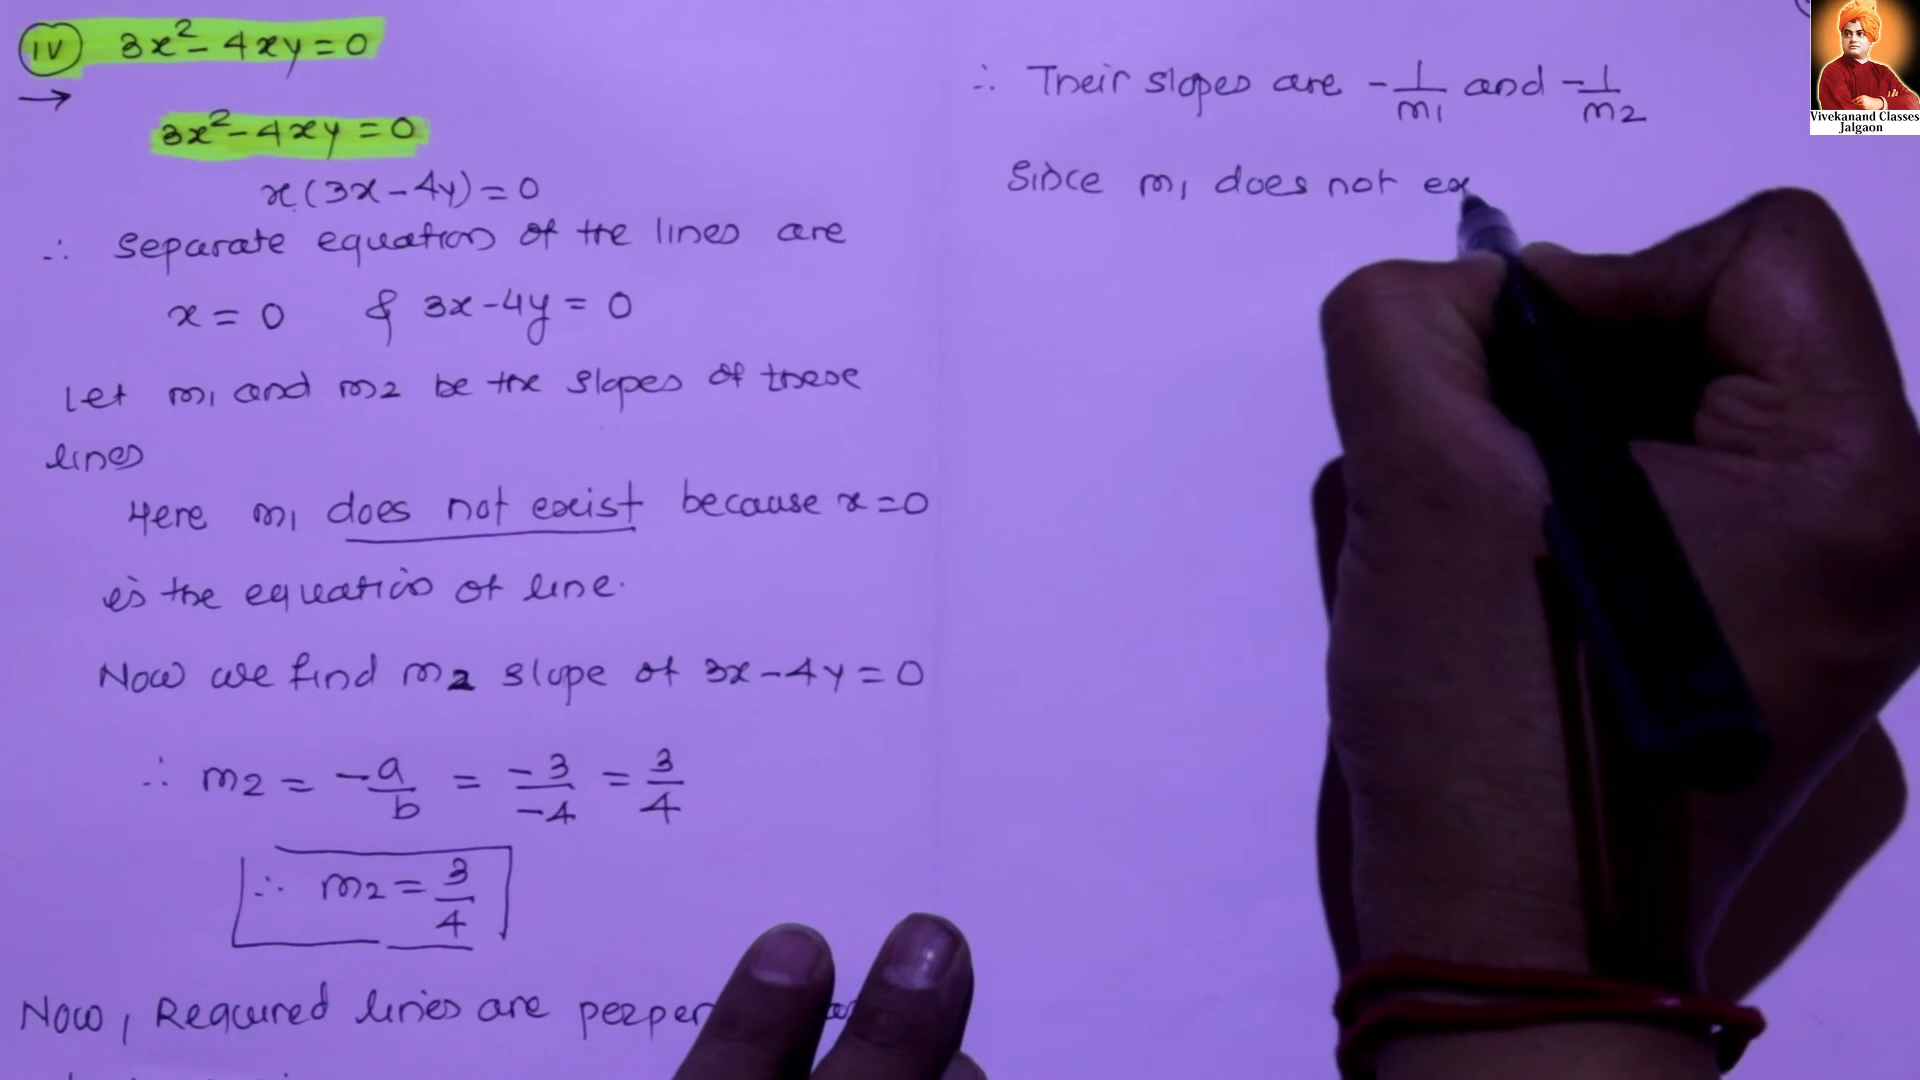 iv 3x² - 4xy = 0
→
3x² - 4xy = 0
x(3x - 4y) = 0
∴ Separate equation of the lines are
x = 0 & 3x - 4y = 0
Let m1 and m2 be the slopes of these
lines
Here m1 does not exist because x = 0
is the equation of line.
Now we find m2 slope of 3x - 4y = 0
∴ m2 = -a/b = -3/-4 = 3/4
∴ m2 = 3/4
Now, Required lines are
∴ Their slopes are -1/m1 and -1/m2
Since m1 does not ex
Vivekanand Classes
Jalgaon